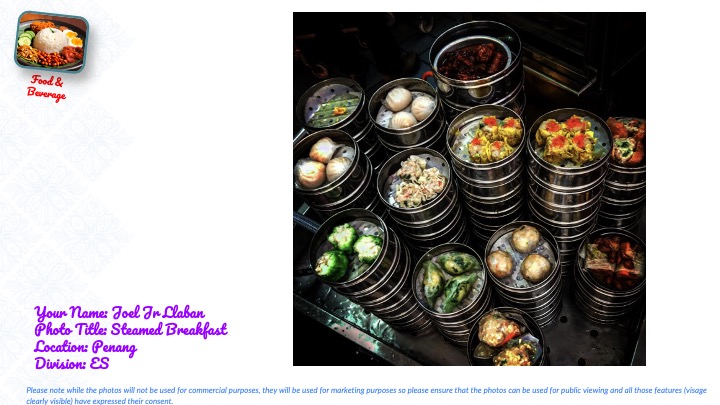 Food &
Beverage
Your Name: Joel Jr Llaban
Photo Title: Steamed Breakfast
Location: Penang
Division: ES
Please note while the photos will not be used for commercial purposes, they will be used for marketing purposes so please ensure that the photos can be used for public viewing and all those features (visage
clearly visible) have expressed their consent.